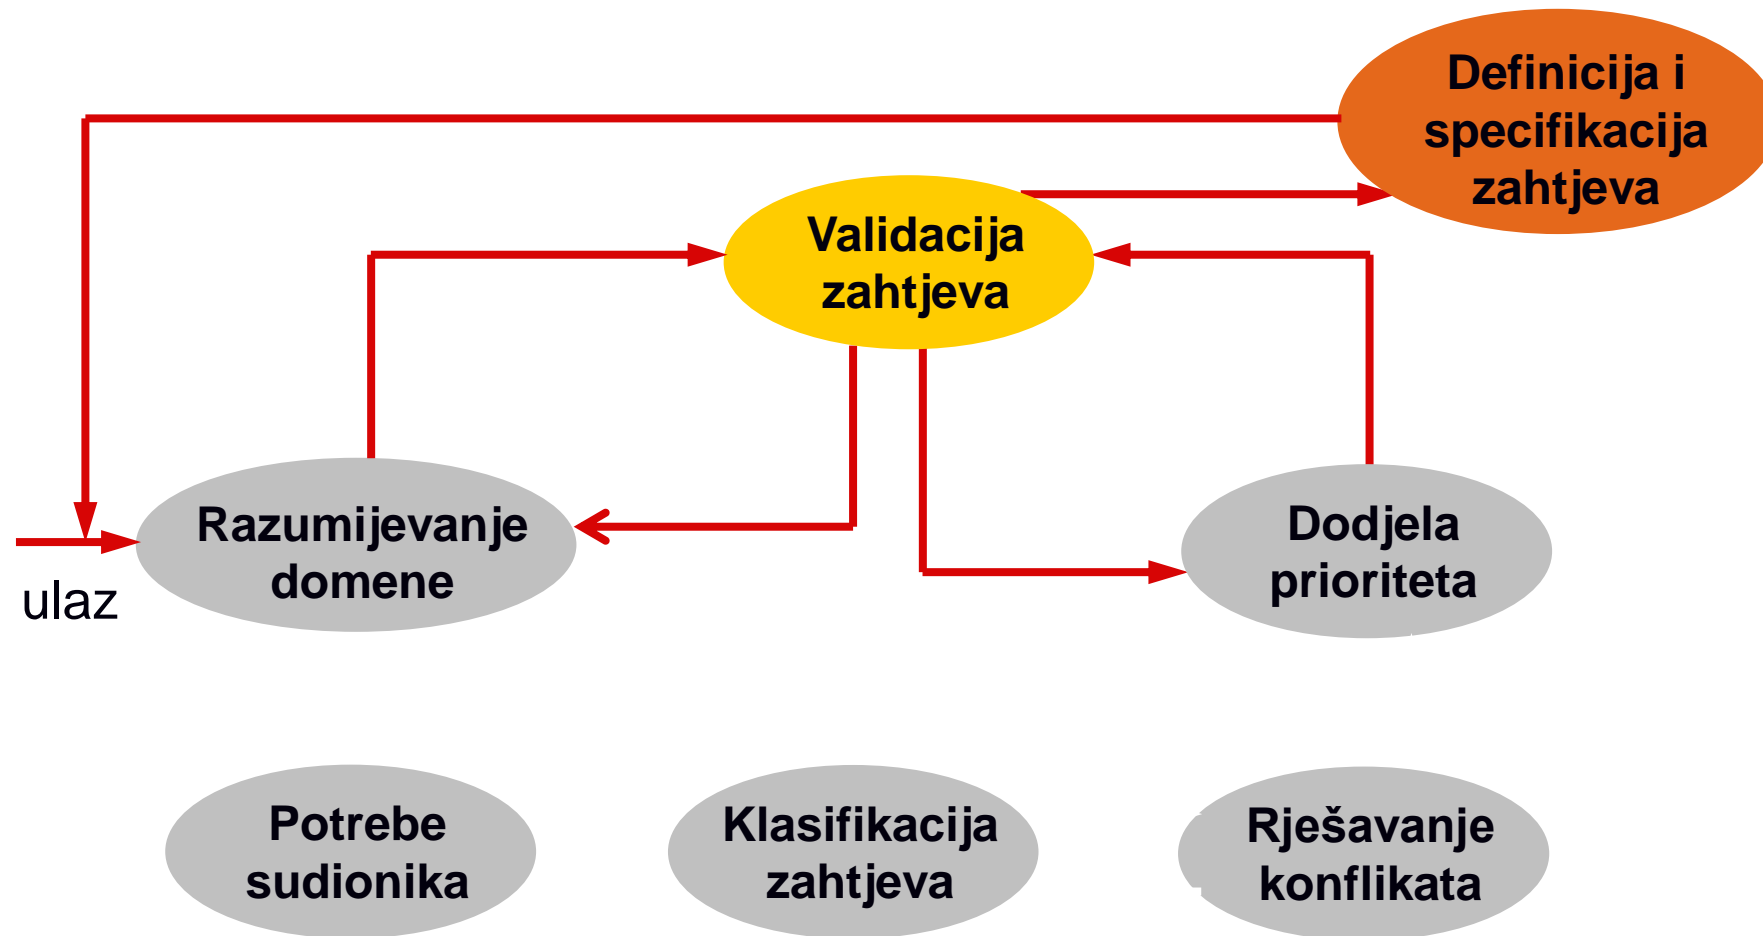 Definicija i
specifikacija
zahtjeva
Validacija
zahtjeva
Razumijevanje
domene
Dodjela
prioriteta
ulaz
Potrebe
sudionika
Klasifikacija
zahtjeva
Rješavanje
konflikata